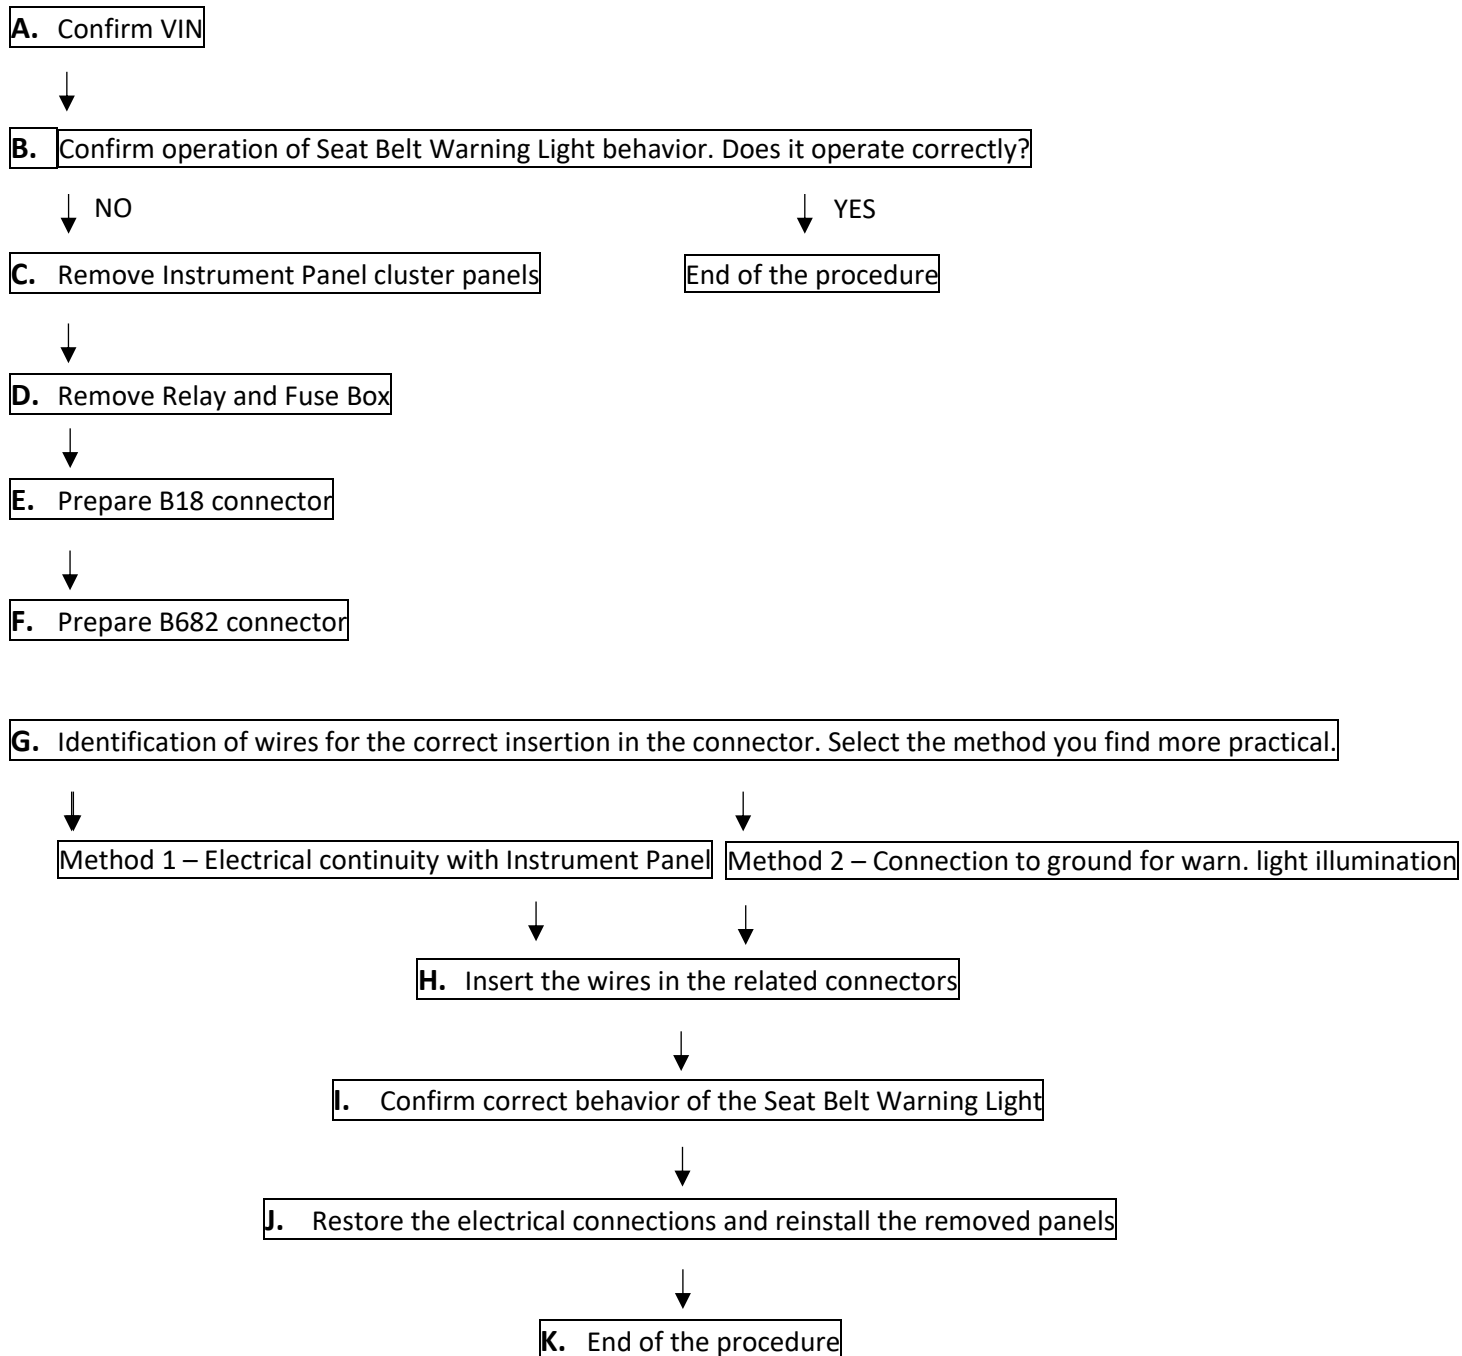 A. Confirm VIN
B. Confirm operation of Seat Belt Warning Light behavior. Does it operate correctly?
NO
YES
C. Remove Instrument Panel cluster panels
End of the procedure
D. Remove Relay and Fuse Box
E. Prepare B18 connector
F. Prepare B682 connector
G. Identification of wires for the correct insertion in the connector. Select the method you find more practical.
Method 1 – Electrical continuity with Instrument Panel
Method 2 – Connection to ground for warn. light illumination
H. Insert the wires in the related connectors
I. Confirm correct behavior of the Seat Belt Warning Light
J. Restore the electrical connections and reinstall the removed panels
K. End of the procedure